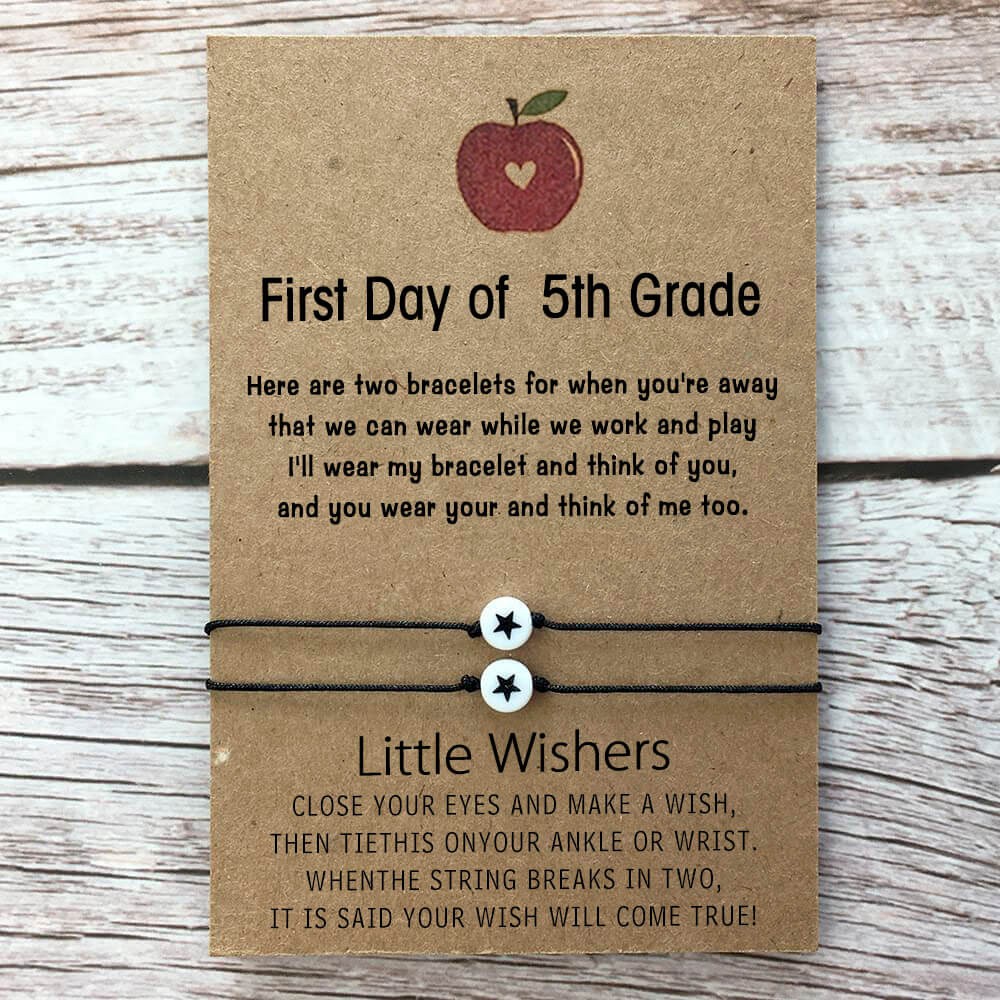 First Day of 5th Grade
Here are two bracelets for when you're away
that we can wear while we work and play
I'll wear my bracelet and think of you,
and you wear your and think of me too.
Little Wishers
CLOSE YOUR EYES AND MAKE A WISH,
THEN TIETHIS ONYOUR ANKLE OR WRIST.
WHENTHE STRING BREAKS IN TWO,
IT IS SAID YOUR WISH WILL COME TRUE!